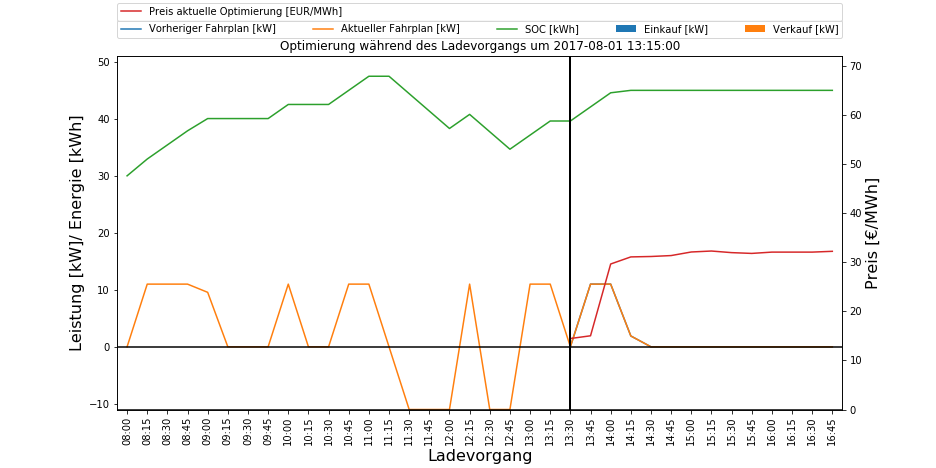 Preis aktuelle Optimierung [EUR/MWh]
Vorheriger Fahrplan [kW] Aktueller Fahrplan [kW] SOC [kWh] Einkauf [kW] Verkauf [kW]
Optimierung während des Ladevorgangs um 2017-08-01 13:15:00
Leistung [kW]/ Energie [kWh]
50
40
30
20
10
0
−10
70
60
50
40
30
20
10
0
Preis [€/MWh]
08:00 08:15 08:30 08:45 09:00 09:15 09:30 09:45 10:00 10:15 10:30 10:45 11:00 11:15 11:30 11:45 12:00 12:15 12:30 12:45 13:00 13:15 13:30 13:45 14:00 14:15 14:30 14:45 15:00 15:15 15:30 15:45 16:00 16:15 16:30 16:45
Ladevorgang